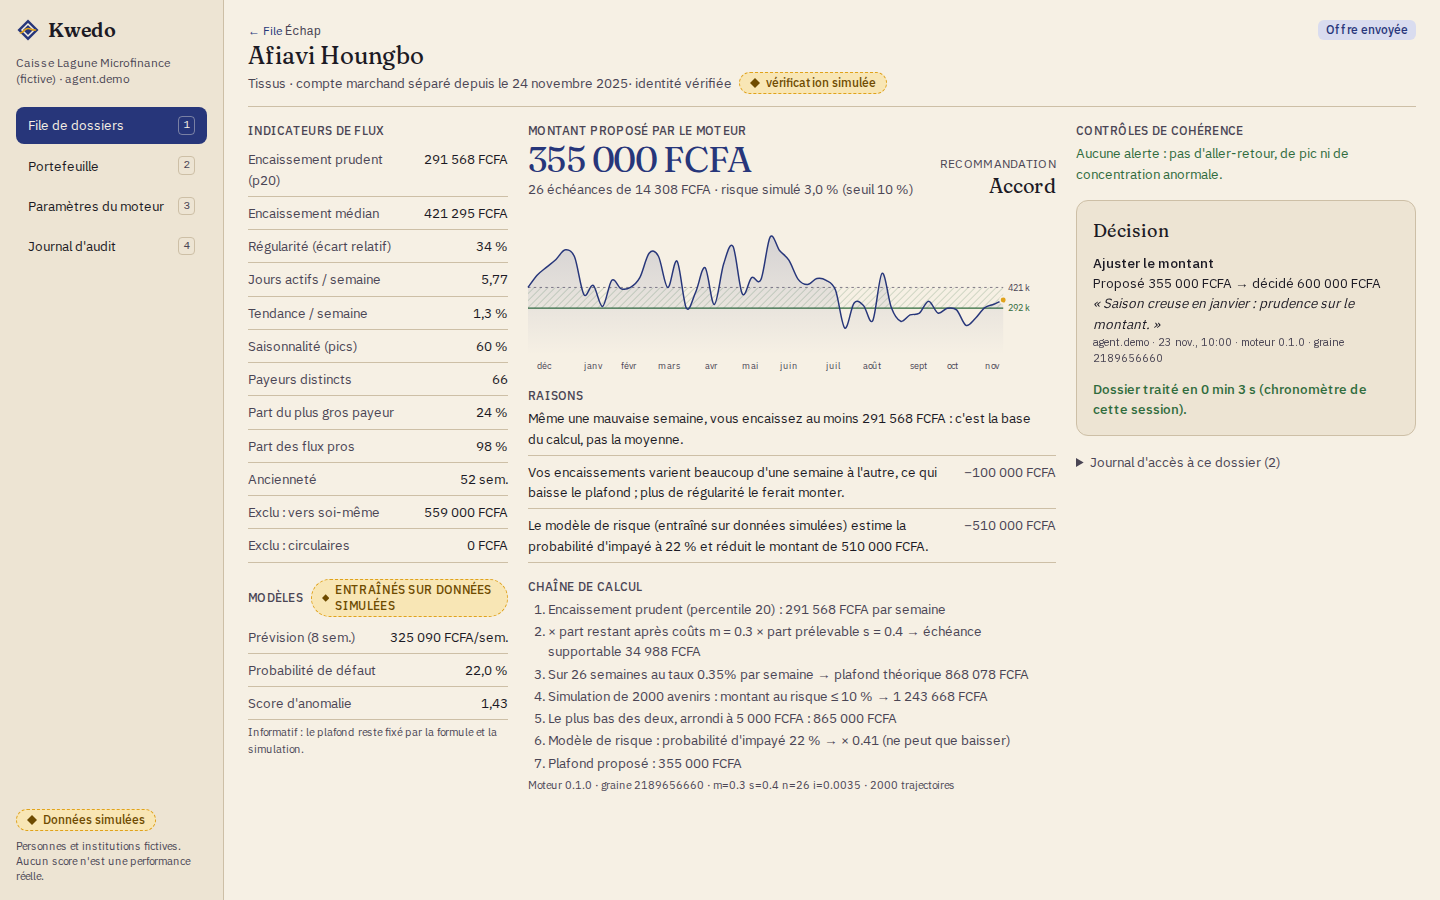 Kwedo
Caisse Lagune Microfinance
(fictive) · agent.demo
File de dossiers 1
Portefeuille 2
Paramètres du moteur 3
Journal d'audit 4
◆ Données simulées
Personnes et institutions fictives.
Aucun score n'est une performance
réelle.
← File Échap
Afiavi Houngbo
Tissus · compte marchand séparé depuis le 24 novembre 2025· identité vérifiée ◆ vérification simulée
Offre envoyée
INDICATEURS DE FLUX
Encaissement prudent
(p20) 291 568 FCFA
Encaissement médian 421 295 FCFA
Régularité (écart relatif) 34 %
Jours actifs / semaine 5,77
Tendance / semaine 1,3 %
Saisonnalité (pics) 60 %
Payeurs distincts 66
Part du plus gros payeur 24 %
Part des flux pros 98 %
Ancienneté 52 sem.
Exclu : vers soi-même 559 000 FCFA
Exclu : circulaires 0 FCFA
MODÈLES ◆ ENTRAÎNÉS SUR DONNÉES
SIMULÉES
Prévision (8 sem.) 325 090 FCFA/sem.
Probabilité de défaut 22,0 %
Score d'anomalie 1,43
Informatif : le plafond reste fixé par la formule et la
simulation.
MONTANT PROPOSÉ PAR LE MOTEUR
355 000 FCFA
26 échéances de 14 308 FCFA · risque simulé 3,0 % (seuil 10 %)
RECOMMANDATION
Accord
421 k
292 k
déc janv févr mars avr mai juin juil août sept oct nov
RAISONS
Même une mauvaise semaine, vous encaissez au moins 291 568 FCFA : c'est la base
du calcul, pas la moyenne.
Vos encaissements varient beaucoup d'une semaine à l'autre, ce qui −100 000 FCFA
baisse le plafond ; plus de régularité le ferait monter.
Le modèle de risque (entraîné sur données simulées) estime la −510 000 FCFA
probabilité d'impayé à 22 % et réduit le montant de 510 000 FCFA.
CHAÎNE DE CALCUL
1. Encaissement prudent (percentile 20) : 291 568 FCFA par semaine
2. × part restant après coûts m = 0.3 × part prélevable s = 0.4 → échéance
supportable 34 988 FCFA
3. Sur 26 semaines au taux 0.35% par semaine → plafond théorique 868 078 FCFA
4. Simulation de 2000 avenirs : montant au risque ≤ 10 % → 1 243 668 FCFA
5. Le plus bas des deux, arrondi à 5 000 FCFA : 865 000 FCFA
6. Modèle de risque : probabilité d'impayé 22 % → × 0.41 (ne peut que baisser)
7. Plafond proposé : 355 000 FCFA
Moteur 0.1.0 · graine 2189656660 · m=0.3 s=0.4 n=26 i=0.0035 · 2000 trajectoires
CONTRÔLES DE COHÉRENCE
Aucune alerte : pas d'aller-retour, de pic ni de
concentration anormale.
Décision
Ajuster le montant
Proposé 355 000 FCFA → décidé 600 000 FCFA
« Saison creuse en janvier : prudence sur le
montant. »
agent.demo · 23 nov., 10:00 · moteur 0.1.0 · graine
2189656660
Dossier traité en 0 min 3 s (chronomètre de
cette session).
▶ Journal d'accès à ce dossier (2)